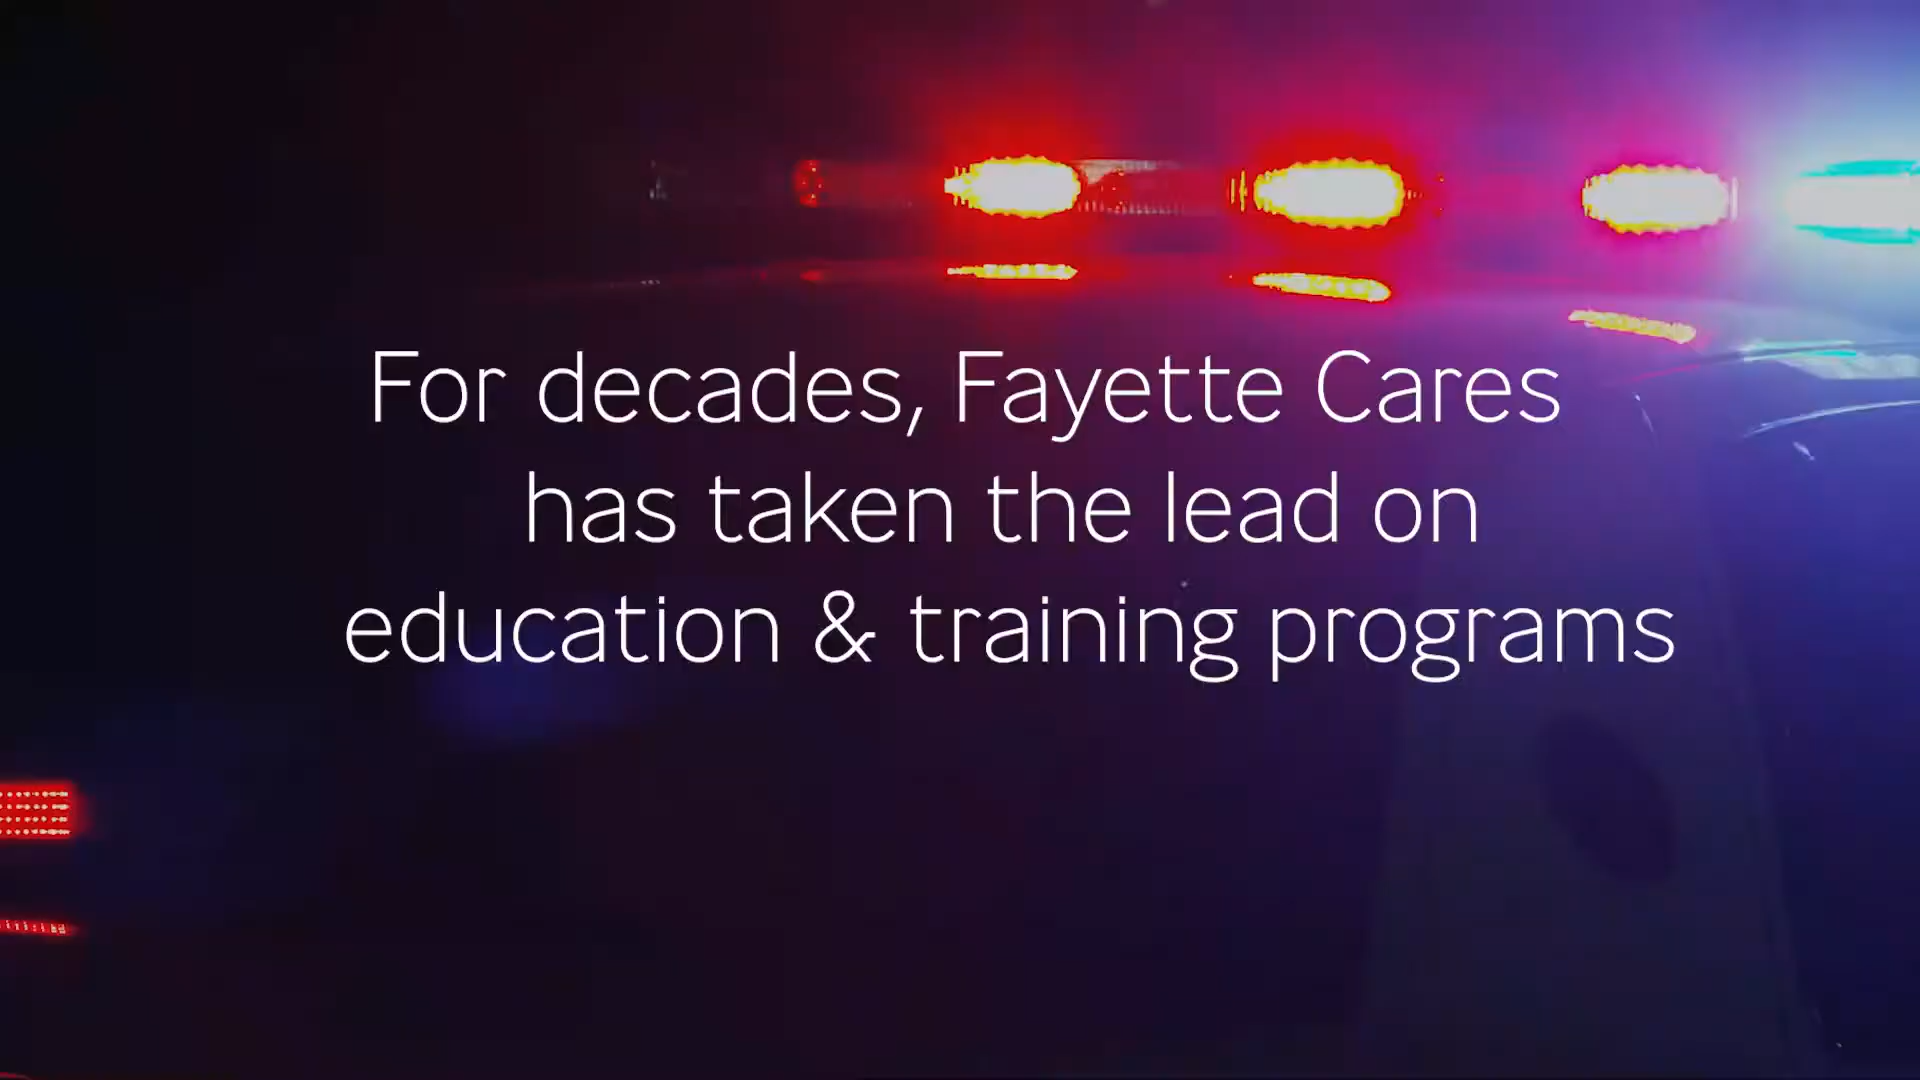 For decades, Fayette Cares
has taken the lead on
education & training programs